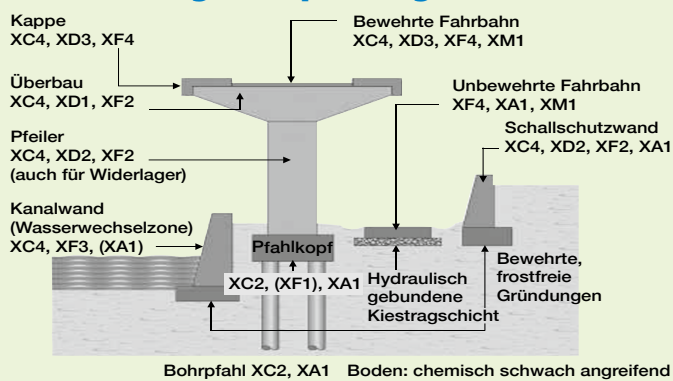 Kappe
XC4, XD3, XF4
Bewehrte Fahrbahn
XC4, XD3, XF4, XM1
Überbau
XC4, XD1, XF2
Unbewehrte Fahrbahn
XF4, XA1, XM1
Pfeiler
XC4, XD2, XF2
(auch für Widerlager)
Schallschutzwand
XC4, XD2, XF2, XA1
Kanalwand
(Wasserwechselzone)
XC4, XF3, (XA1)
Pfahlkopf
XC2, (XF1), XA1
Hydraulisch
gebundene
Kiestragschicht
Bewehrte,
frostfreie
Gründungen
Bohrpfahl XC2, XA1 Boden: chemisch schwach angreifend